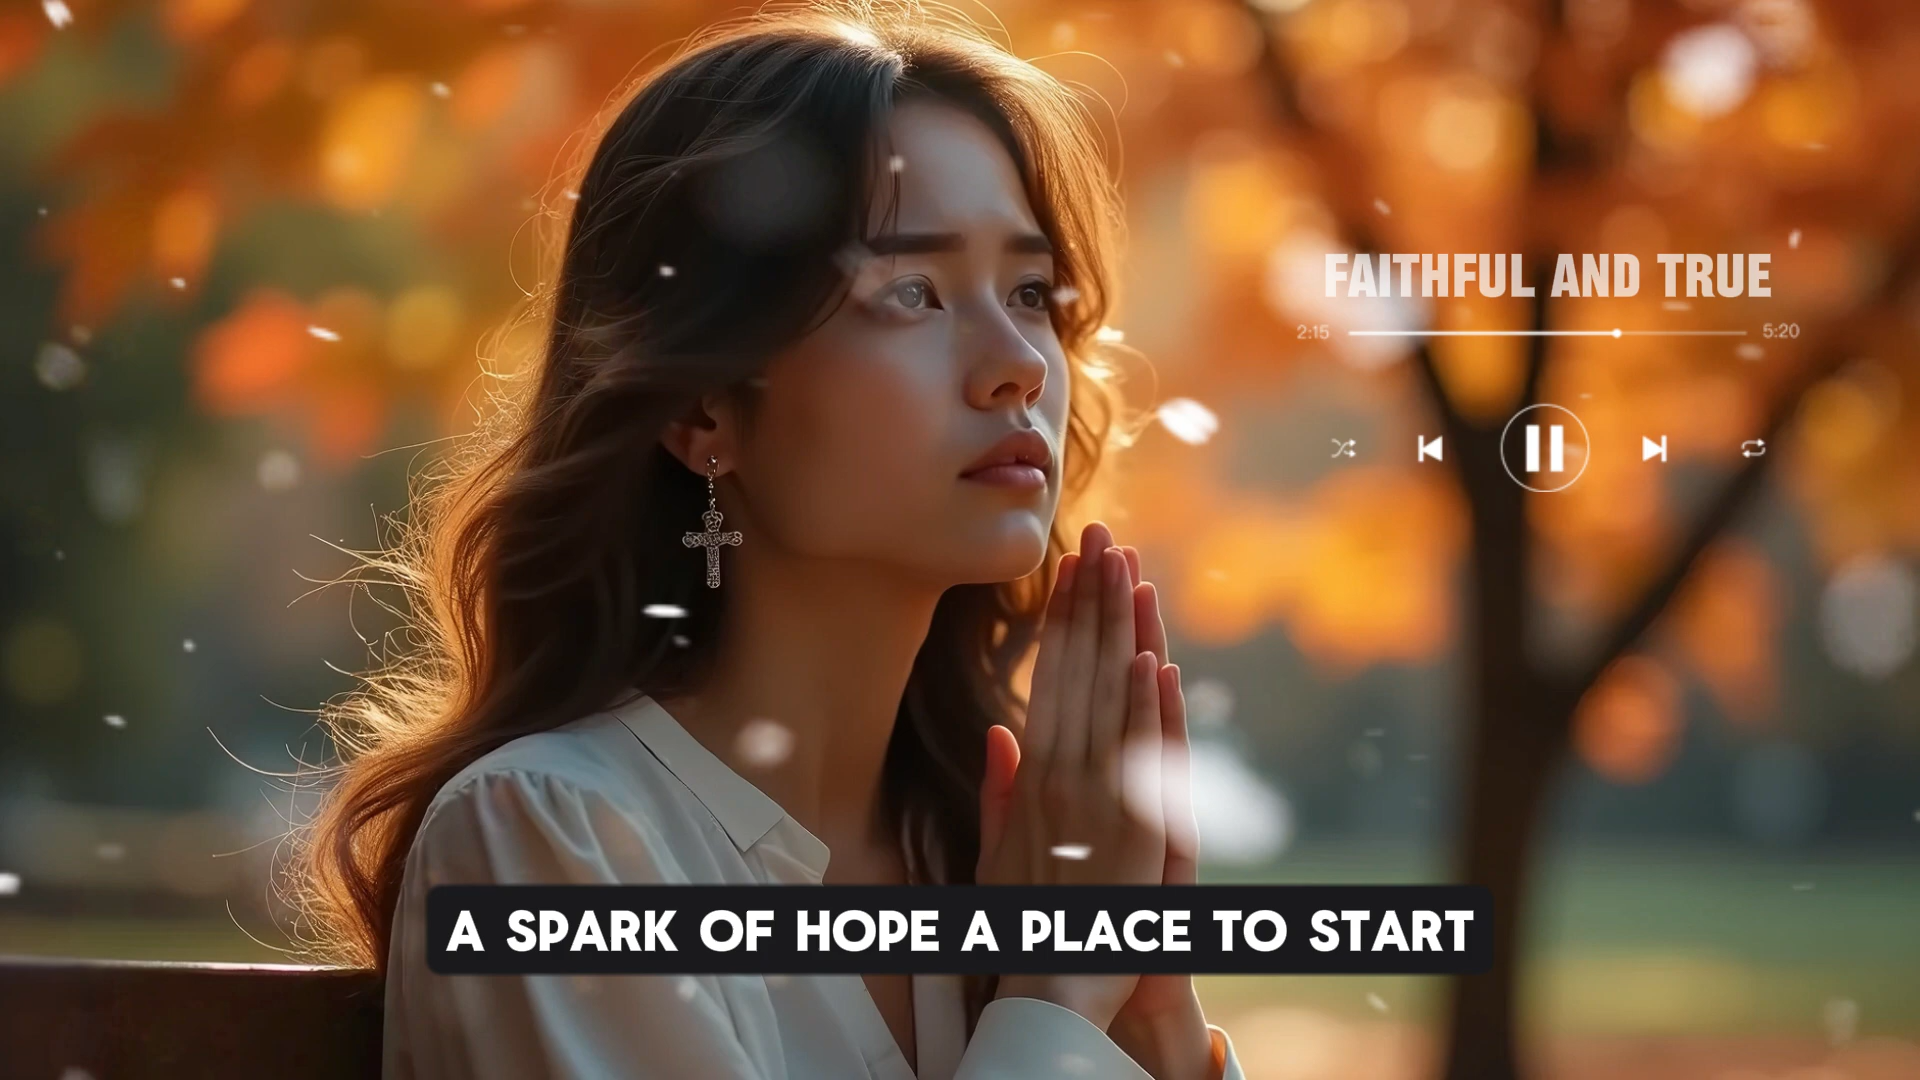 FAITHFUL AND TRUE
2:15 5:20
A SPARK OF HOPE A PLACE TO START